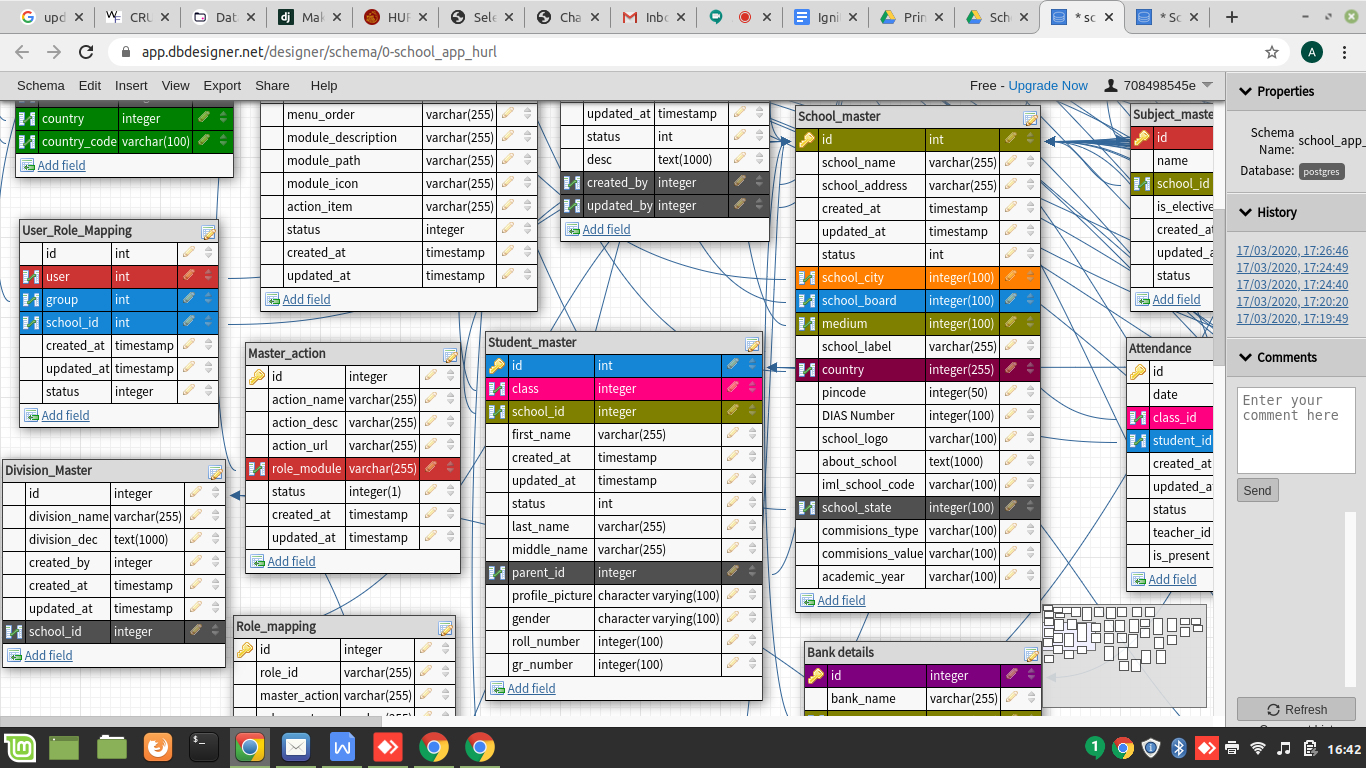 upd
CRU
Dat
Mak
HUR
Sel
Cha
Inbo
Igni
Prin
Sch
* sc
* Sc
app.dbdesigner.net/designer/schema/0-school_app_hurl
A
Schema Edit Insert View Export Share Help
Free - Upgrade Now
708498545e
country integer
country_code varchar(100)
Add field
User_Role_Mapping
id int
user int
group int
school_id int
created_at timestamp
updated_at timestamp
status integer
Add field
Division_Master
id integer
division_name varchar(255)
division_dec text(1000)
created_by integer
created_at timestamp
updated_at timestamp
school_id integer
Add field
menu_order varchar(255)
module_description varchar(255)
module_path varchar(255)
module_icon varchar(255)
action_item varchar(255)
status integer
created_at timestamp
updated_at timestamp
Add field
Master_action
id integer
action_name varchar(255)
action_desc varchar(255)
action_url varchar(255)
role_module varchar(255)
status integer(1)
created_at timestamp
updated_at timestamp
Add field
Role_mapping
id integer
role_id varchar(255)
master_action varchar(255)
updated_at timestamp
status int
desc text(1000)
created_by integer
updated_by integer
Add field
Student_master
id int
class integer
school_id integer
first_name varchar(255)
created_at timestamp
updated_at timestamp
status int
last_name varchar(255)
middle_name varchar(255)
parent_id integer
profile_picture character varying(100)
gender character varying(100)
roll_number integer(100)
gr_number integer(100)
Add field
School_master
id int
school_name varchar(255)
school_address varchar(255)
created_at timestamp
updated_at timestamp
status int
school_city integer(100)
school_board integer(100)
medium integer(100)
school_label varchar(255)
country integer(255)
pincode integer(50)
DIAS Number integer(100)
school_logo varchar(100)
about_school text(1000)
iml_school_code varchar(100)
school_state integer(100)
commisions_type varchar(100)
commisions_value varchar(100)
academic_year varchar(100)
Add field
Bank details
id integer
bank_name varchar(255)
Subject_maste
id
name
school_id
is_elective
created_a
updated_a
status
Add field
Attendance
id
date
class_id
student_id
created_at
updated_a
status
teacher_id
is_present
Add field
Properties
Schema Name: school_app_
Database: postgres
History
17/03/2020, 17:26:46
17/03/2020, 17:24:49
17/03/2020, 17:24:40
17/03/2020, 17:20:20
17/03/2020, 17:19:49
Comments
Enter your
comment here
Send
Refresh
1
16:42